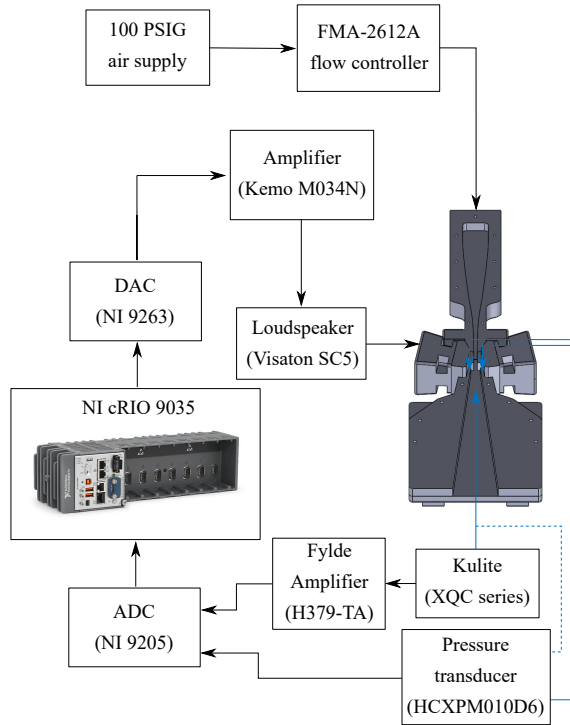 100 PSIG
air supply
FMA-2612A
flow controller
Amplifier
(Kemo M034N)
DAC
(NI 9263)
Loudspeaker
(Visaton SC5)
NI cRIO 9035
Fylde
Amplifier
(H379-TA)
Kulite
(XQC series)
ADC
(NI 9205)
Pressure
transducer
(HCXPM010D6)